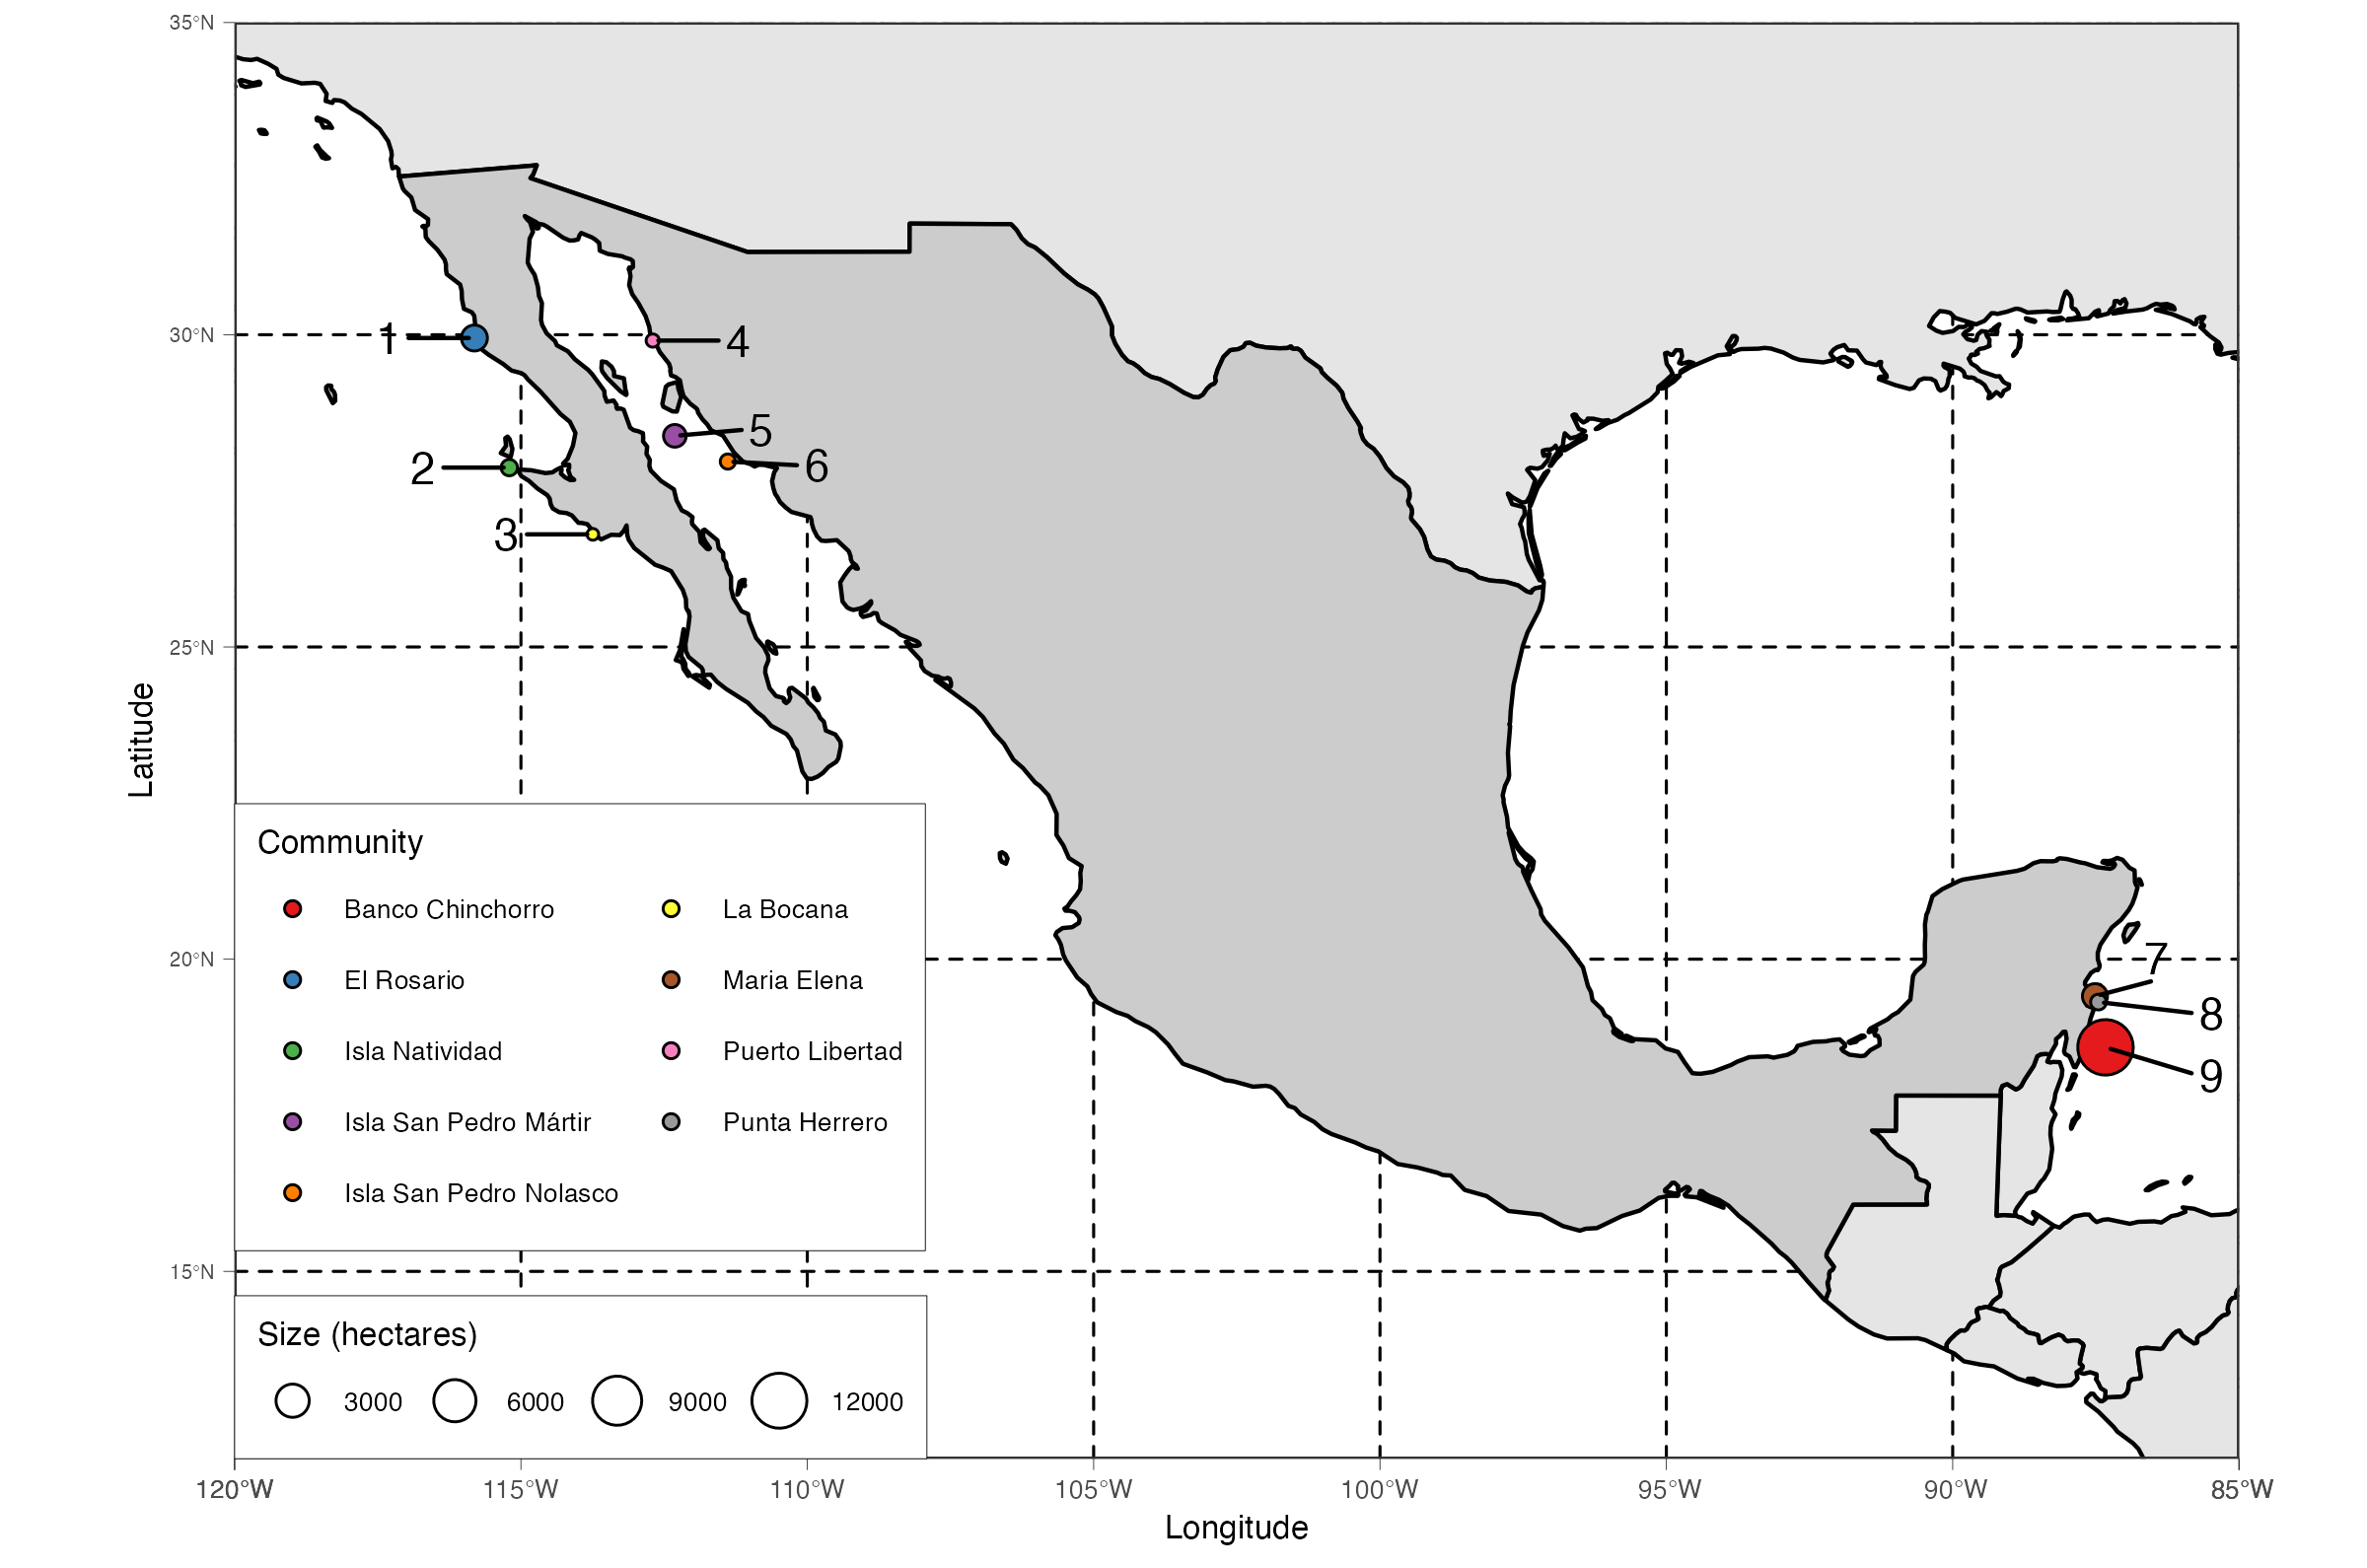 35°N
30°N
25°N
20°N
15°N
Latitude
1
2
3
4
5
6
7
8
9
Community
Banco Chinchorro
La Bocana
El Rosario
Maria Elena
Isla Natividad
Puerto Libertad
Isla San Pedro Mártir
Punta Herrero
Isla San Pedro Nolasco
Size (hectares)
3000 6000 9000 12000
120°W 115°W 110°W 105°W 100°W 95°W 90°W 85°W
Longitude